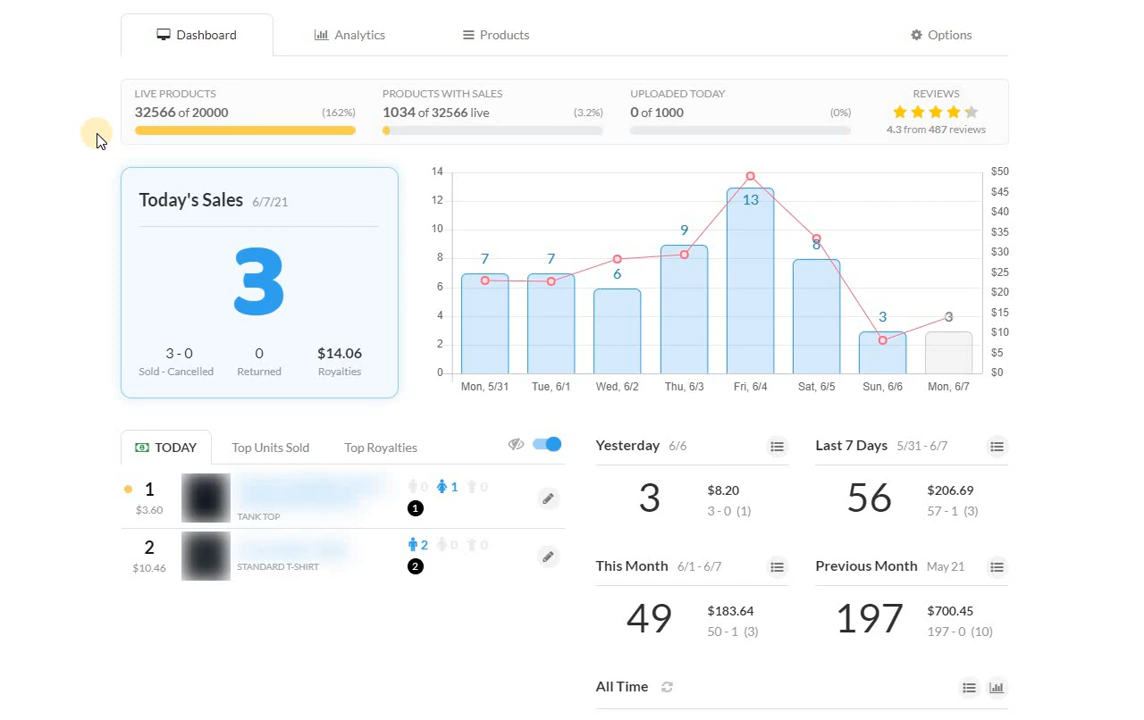 Dashboard
Analytics
Products
Options
LIVE PRODUCTS
32566 of 20000 (162%)
PRODUCTS WITH SALES
1034 of 32566 live (3.2%)
UPLOADED TODAY
0 of 1000 (0%)
REVIEWS
4.3 from 487 reviews
Today's Sales 6/7/21
3
3 - 0
Sold - Cancelled
0
Returned
$14.06
Royalties
14
12
10
8
6
4
2
0
7
7
6
9
13
8
3
3
$50
$45
$40
$35
$30
$25
$20
$15
$10
$5
$0
Mon, 5/31
Tue, 6/1
Wed, 6/2
Thu, 6/3
Fri, 6/4
Sat, 6/5
Sun, 6/6
Mon, 6/7
TODAY
Top Units Sold
Top Royalties
1
$3.60
TANK TOP
0 1 0
1
2
$10.46
STANDARD T-SHIRT
2 0 0
2
Yesterday 6/6
3
$8.20
3 - 0 (1)
Last 7 Days 5/31 - 6/7
56
$206.69
57 - 1 (3)
This Month 6/1 - 6/7
49
$183.64
50 - 1 (3)
Previous Month May 21
197
$700.45
197 - 0 (10)
All Time